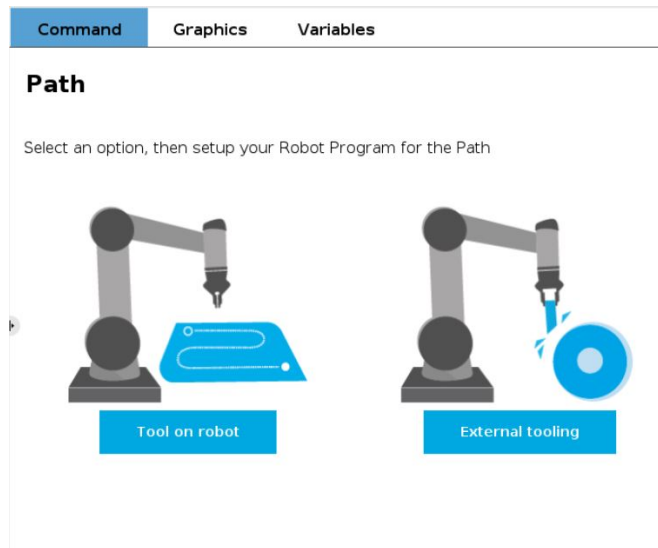 Command Graphics Variables
Path
Select an option, then setup your Robot Program for the Path
Tool on robot External tooling